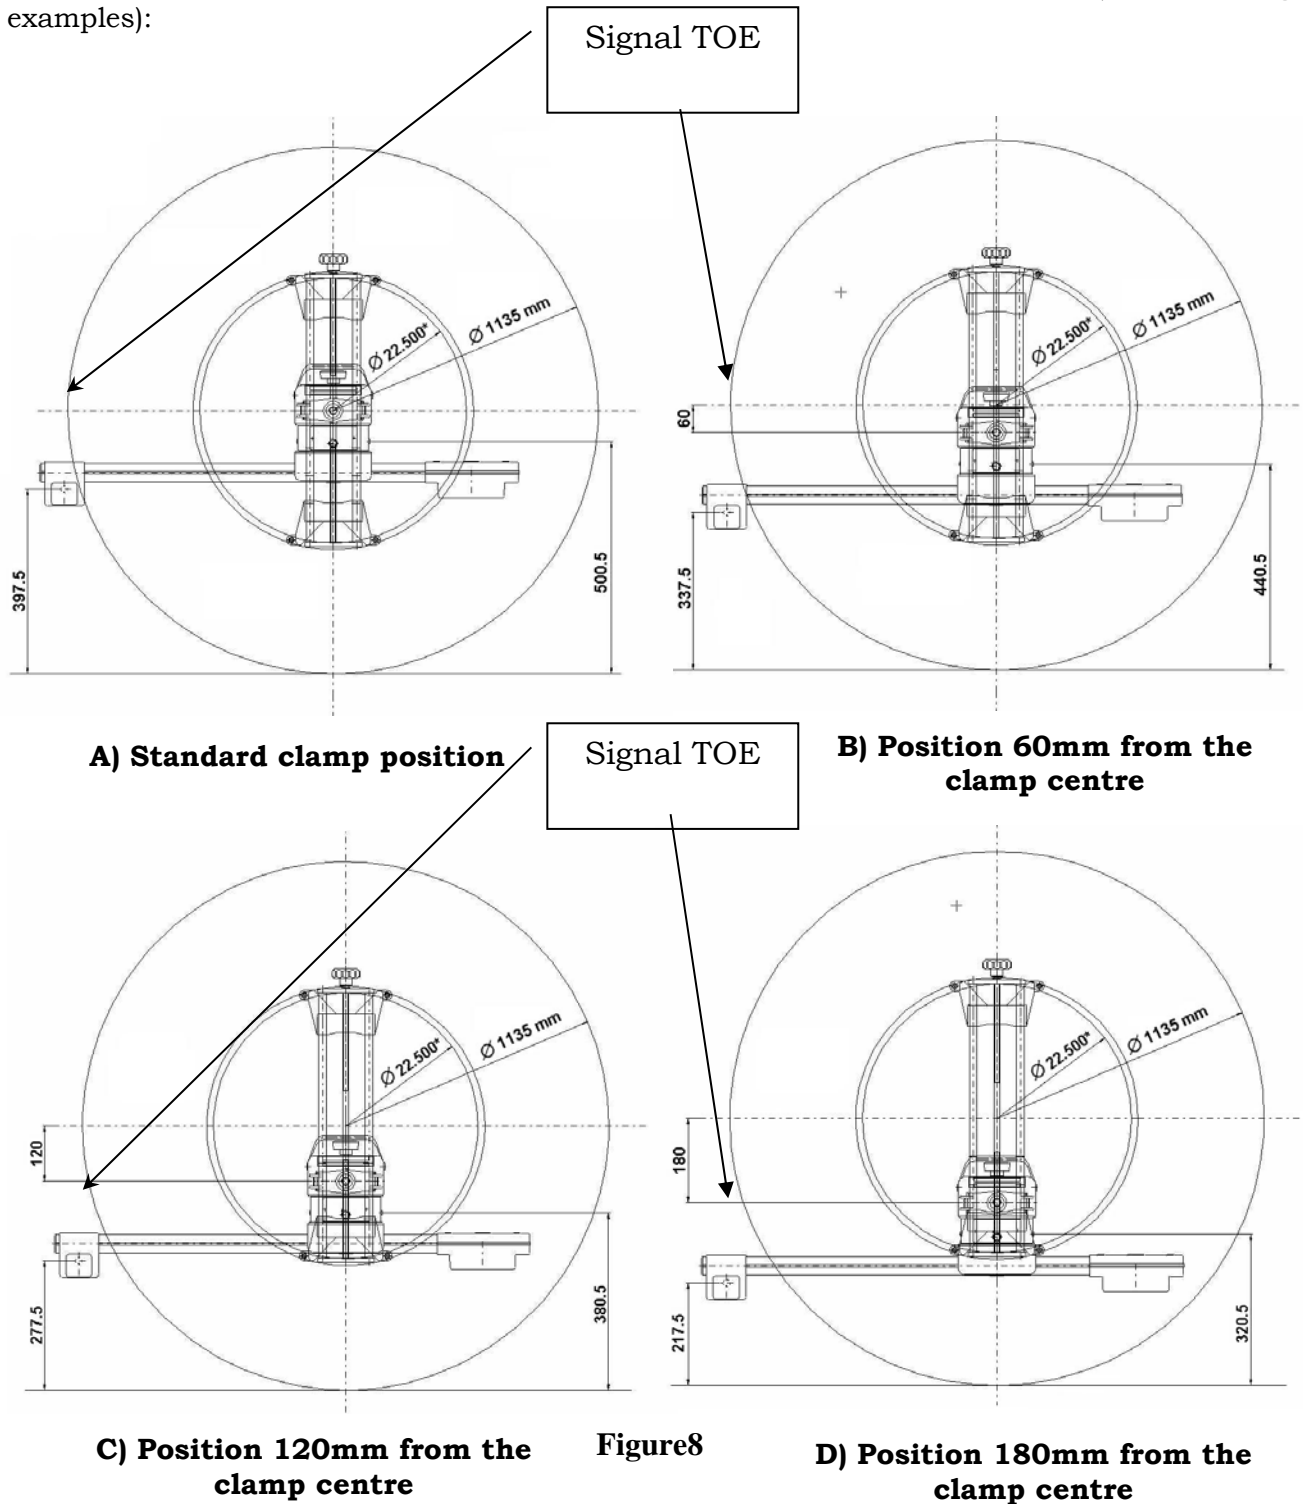 examples):
Signal TOE
Ø 22.500*
Ø 1135 mm
397.5
500.5
Ø 22.500*
Ø 1135 mm
60
337.5
440.5
A) Standard clamp position
B) Position 60mm from the
clamp centre
Signal TOE
Ø 22.500*
Ø 1135 mm
120
277.5
380.5
Ø 22.500*
Ø 1135 mm
180
217.5
320.5
C) Position 120mm from the
clamp centre
Figure8
D) Position 180mm from the
clamp centre